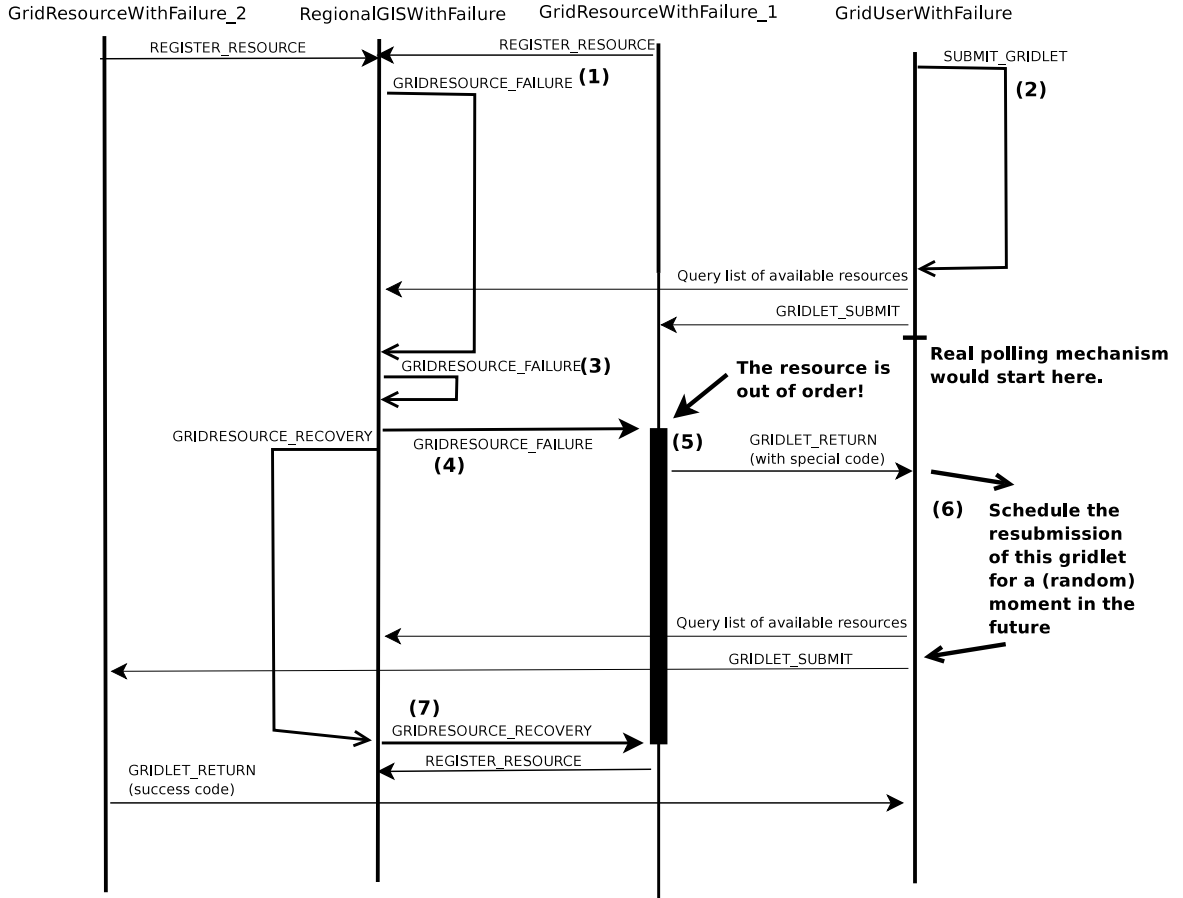 GridResourceWithFailure_2
RegionalGISWithFailure
GridResourceWithFailure_1
GridUserWithFailure
REGISTER_RESOURCE
REGISTER_RESOURCE
SUBMIT_GRIDLET
(2)
GRIDRESOURCE_FAILURE (1)
Query list of available resources
GRIDLET_SUBMIT
Real polling mechanism
would start here.
GRIDRESOURCE_FAILURE (3)
The resource is
out of order!
GRIDRESOURCE_RECOVERY
GRIDRESOURCE_FAILURE
(4)
(5)
GRIDLET_RETURN
(with special code)
(6)
Schedule the
resubmission
of this gridlet
for a (random)
moment in the
future
Query list of available resources
GRIDLET_SUBMIT
(7)
GRIDRESOURCE_RECOVERY
REGISTER_RESOURCE
GRIDLET_RETURN
(success code)